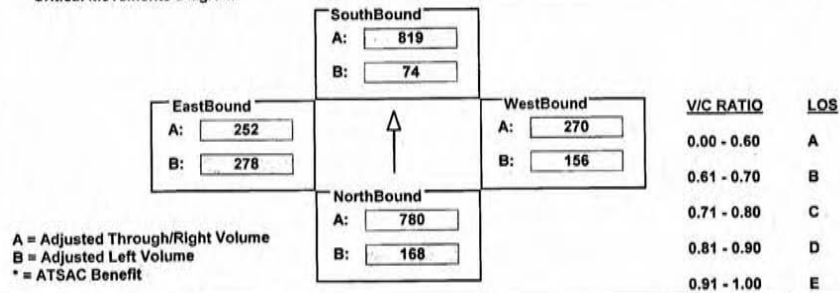 SouthBound
A: 819
B: 74
EastBound
A: 252
B: 278
WestBound
A: 270
B: 156
NorthBound
A: 780
B: 168
A = Adjusted Through/Right Volume
B = Adjusted Left Volume
* = ATSAC Benefit
V/C RATIO LOS
0.00 - 0.60 A
0.61 - 0.70 B
0.71 - 0.80 C
0.81 - 0.90 D
0.91 - 1.00 E